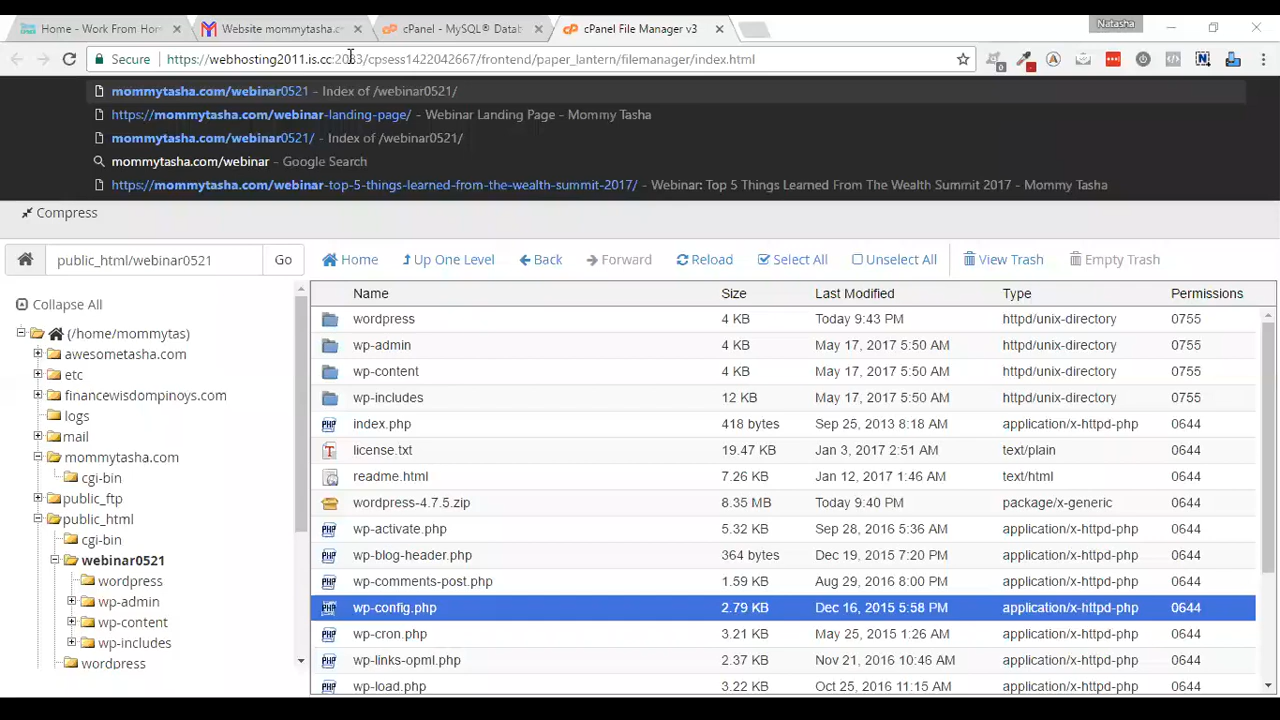 Home - Work From Hor
Website mommytasha.c
cPanel - MySQL® Datab
cPanel File Manager v3
Natasha
Secure
https://webhosting2011.is.cc:2083/cpsess1122042667/frontend/paper_lantern/filemanager/index.html
mommytasha.com/webinar0521 - Index of /webinar0521/
https://mommytasha.com/webinar-landing-page/ - Webinar Landing Page - Mommy Tasha
mommytasha.com/webinar0521/ - Index of /webinar0521/
mommytasha.com/webinar - Google Search
https://mommytasha.com/webinar-top-5-things-learned-from-the-wealth-summit-2017/ - Webinar: Top 5 Things Learned From The Wealth Summit 2017 - Mommy Tasha
Compress
public_html/webinar0521 Go Home Up One Level Back Forward Reload Select All Unselect All View Trash Empty Trash
Collapse All
(/home/mommytas)
awesometasha.com
etc
financewisdompinoys.com
logs
mail
mommytasha.com
cgi-bin
public_ftp
public_html
cgi-bin
webinar0521
wordpress
wp-admin
wp-content
wp-includes
wordpress
Name Size Last Modified Type Permissions
wordpress 4 KB Today 9:43 PM httpd/unix-directory 0755
wp-admin 4 KB May 17, 2017 5:50 AM httpd/unix-directory 0755
wp-content 4 KB May 17, 2017 5:50 AM httpd/unix-directory 0755
wp-includes 12 KB May 17, 2017 5:50 AM httpd/unix-directory 0755
index.php 418 bytes Sep 25, 2013 8:18 AM application/x-httpd-php 0644
license.txt 19.47 KB Jan 3, 2017 2:51 AM text/plain 0644
readme.html 7.26 KB Jan 12, 2017 1:46 AM text/html 0644
wordpress-4.7.5.zip 8.35 MB Today 9:40 PM package/x-generic 0644
wp-activate.php 5.32 KB Sep 28, 2016 5:36 AM application/x-httpd-php 0644
wp-blog-header.php 364 bytes Dec 19, 2015 7:20 PM application/x-httpd-php 0644
wp-comments-post.php 1.59 KB Aug 29, 2016 8:00 PM application/x-httpd-php 0644
wp-config.php 2.79 KB Dec 16, 2015 5:58 PM application/x-httpd-php 0644
wp-cron.php 3.21 KB May 25, 2015 1:26 AM application/x-httpd-php 0644
wp-links-opml.php 2.37 KB Nov 21, 2016 10:46 AM application/x-httpd-php 0644
wp-load.php 3.22 KB Oct 25, 2016 11:15 AM application/x-httpd-php 0644